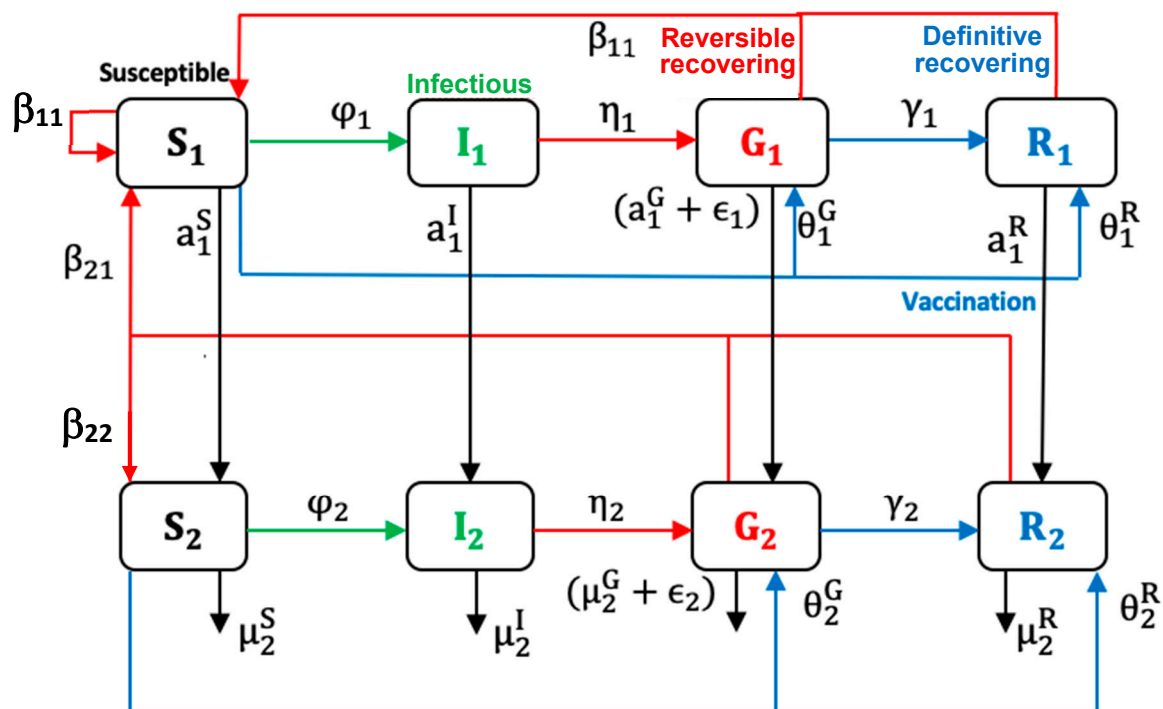 β₁₁
Reversible
recovering
Definitive
recovering
Susceptible
Infectious
β₁₁
S₁
φ₁
I₁
η₁
G₁
γ₁
R₁
a₁ˢ
a₁ᴵ
(a₁ᴳ + ϵ₁)
θ₁ᴳ
a₁ᴿ
θ₁ᴿ
β₂₁
Vaccination
β₂₂
S₂
φ₂
I₂
η₂
G₂
γ₂
R₂
μ₂ˢ
μ₂ᴵ
(μ₂ᴳ + ϵ₂)
θ₂ᴳ
μ₂ᴿ
θ₂ᴿ